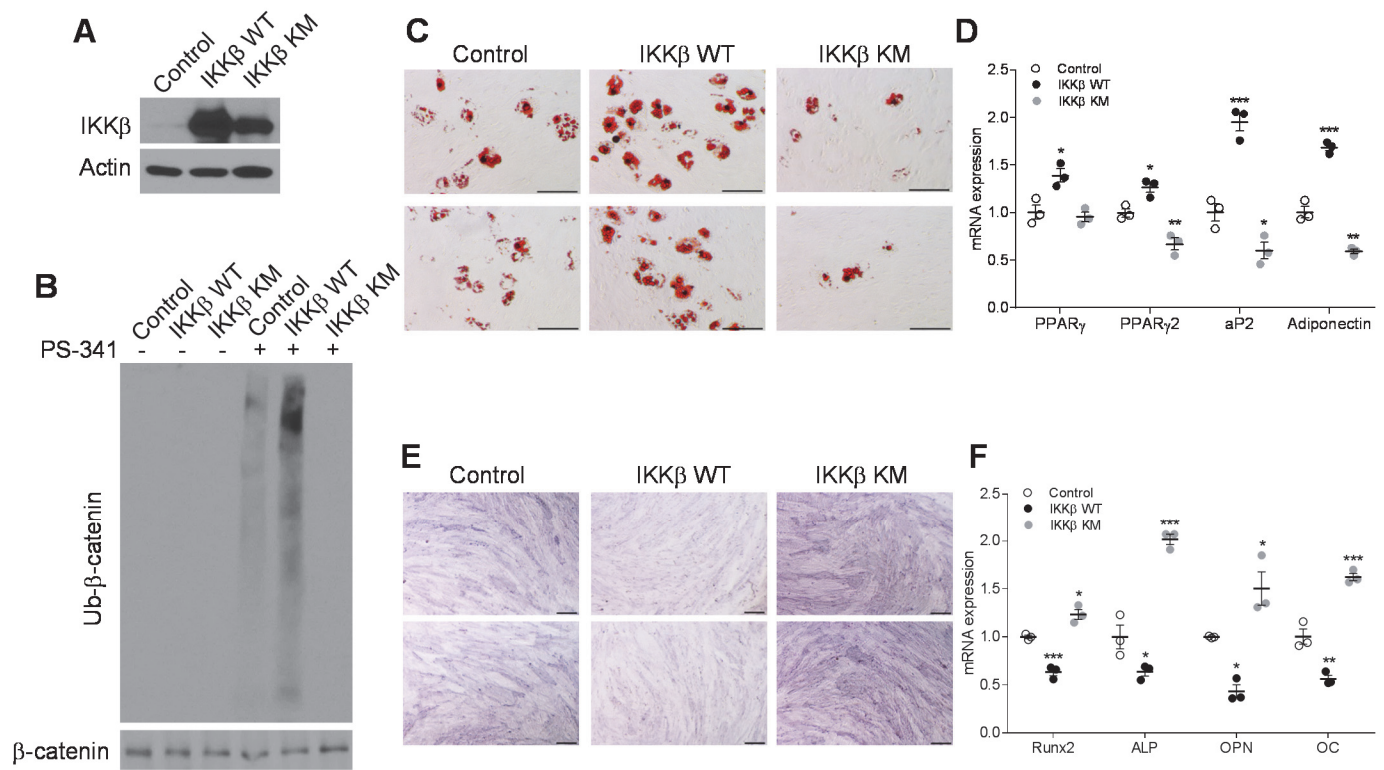 A
Control
IKKβ WT
IKKβ KM
IKKβ
Actin
B
Control
IKKβ WT
IKKβ KM
Control
IKKβ WT
IKKβ KM
PS-341 - - - + + +
Ub-β-catenin
β-catenin
C
Control IKKβ WT IKKβ KM
D
Control
IKKβ WT
IKKβ KM
mRNA expression
2.5
2.0
1.5
1.0
0.5
0.0
* * *** ***
** * **
PPARγ PPARγ2 aP2 Adiponectin
E
Control IKKβ WT IKKβ KM
F
Control
IKKβ WT
IKKβ KM
mRNA expression
2.5
2.0
1.5
1.0
0.5
0.0
* *** * ***
*** * * **
Runx2 ALP OPN OC